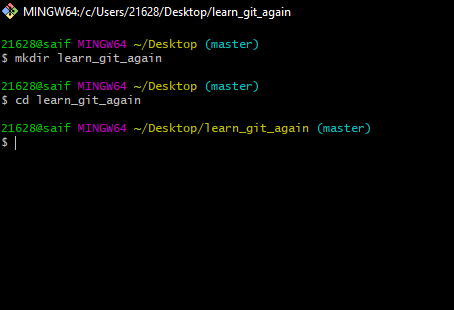 MINGW64:/c/Users/21628/Desktop/learn_git_again
21628@saif MINGW64 ~/Desktop (master)
$ mkdir learn_git_again
21628@saif MINGW64 ~/Desktop (master)
$ cd learn_git_again
21628@saif MINGW64 ~/Desktop/learn_git_again (master)
$